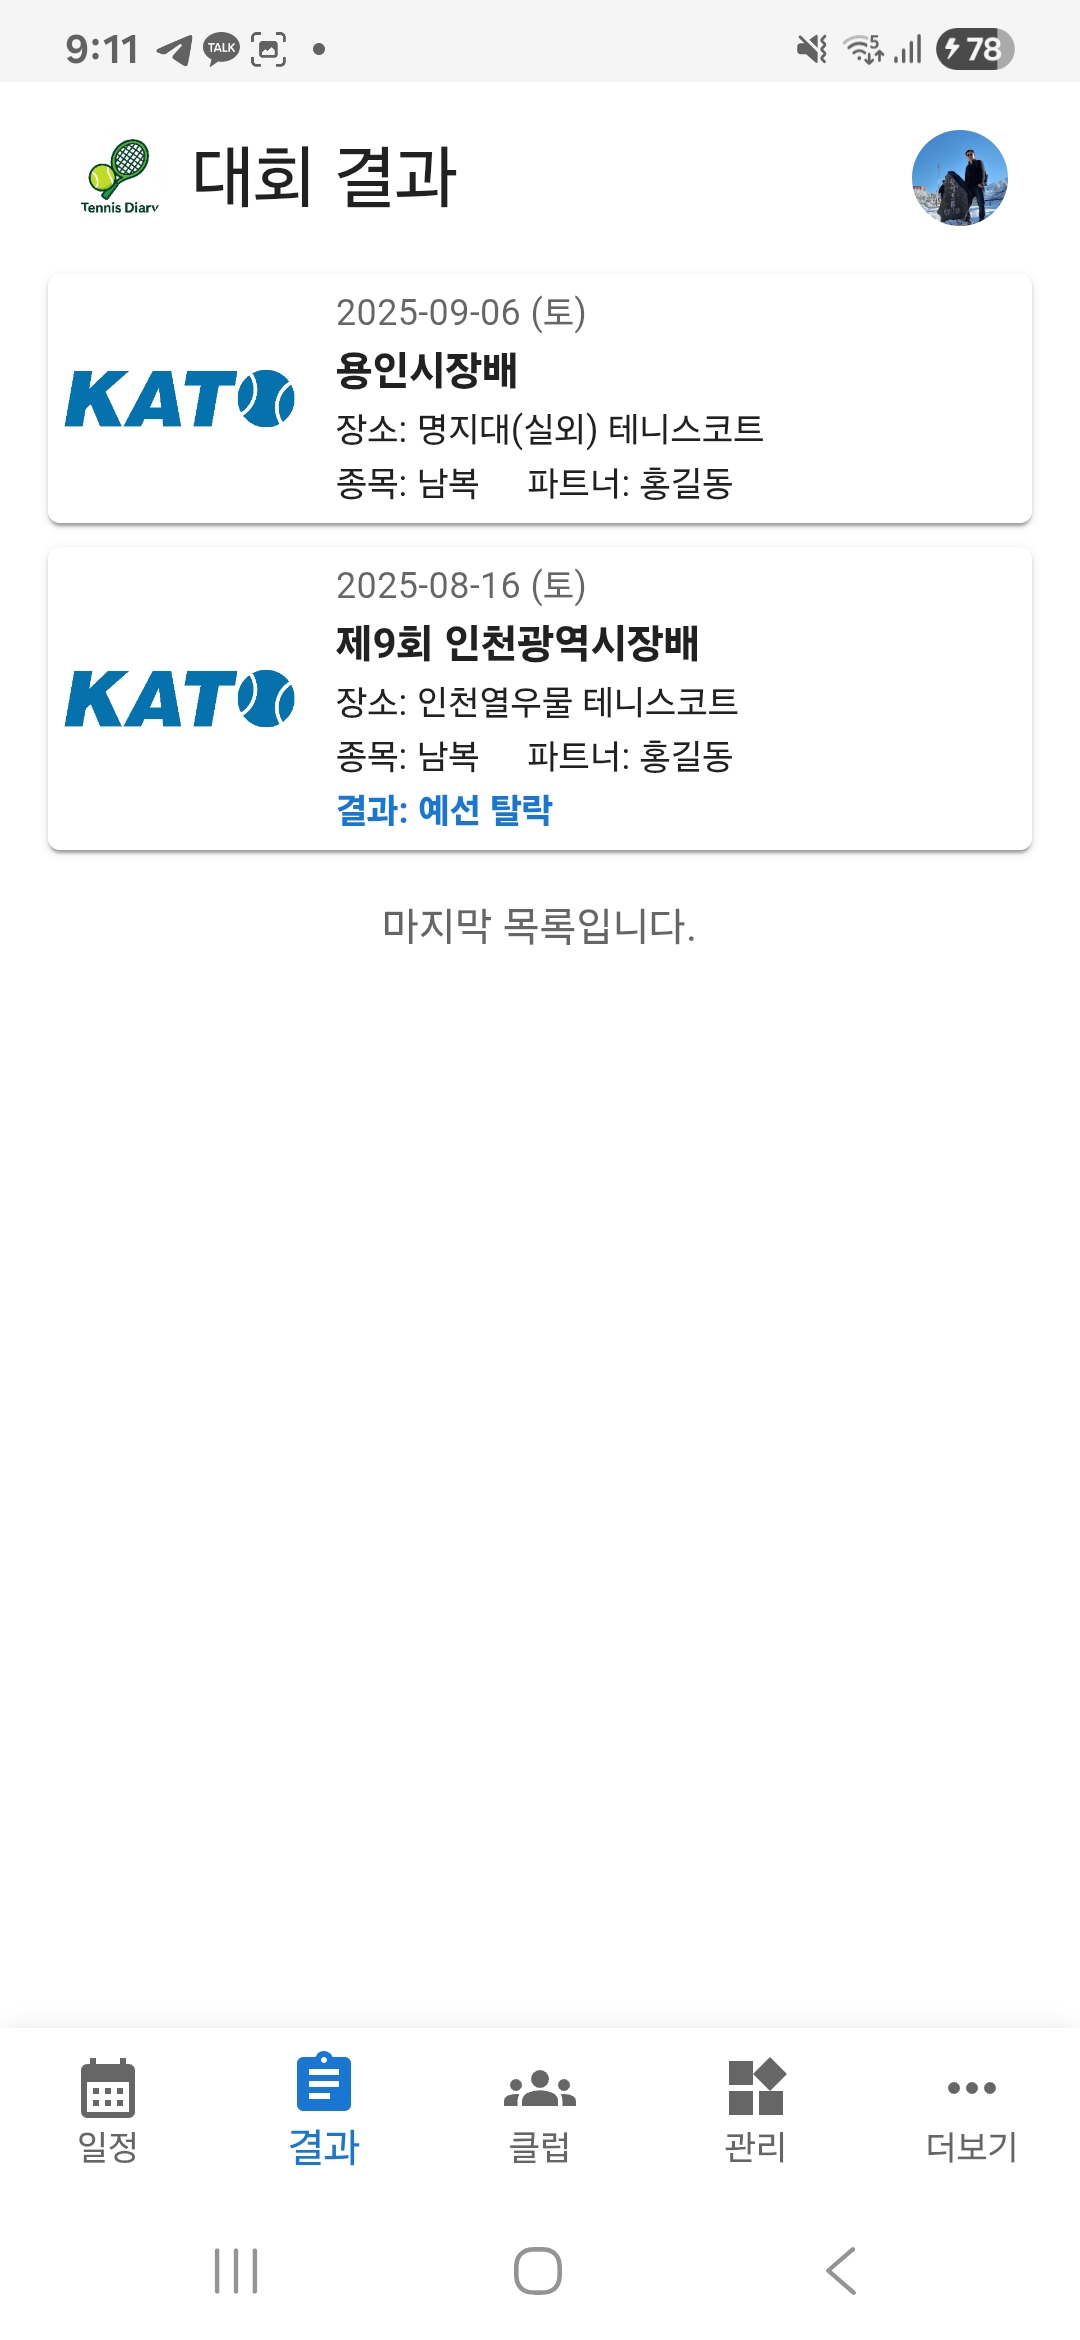 9:11 TALK 5 78
Tennis Diary
대회 결과
2025-09-06 (토)
KATO
용인시장배
장소: 명지대(실외) 테니스코트
종목: 남복 파트너: 홍길동
2025-08-16 (토)
KATO
제9회 인천광역시장배
장소: 인천열우물 테니스코트
종목: 남복 파트너: 홍길동
결과: 예선 탈락
마지막 목록입니다.
일정 결과 클럽 관리 더보기